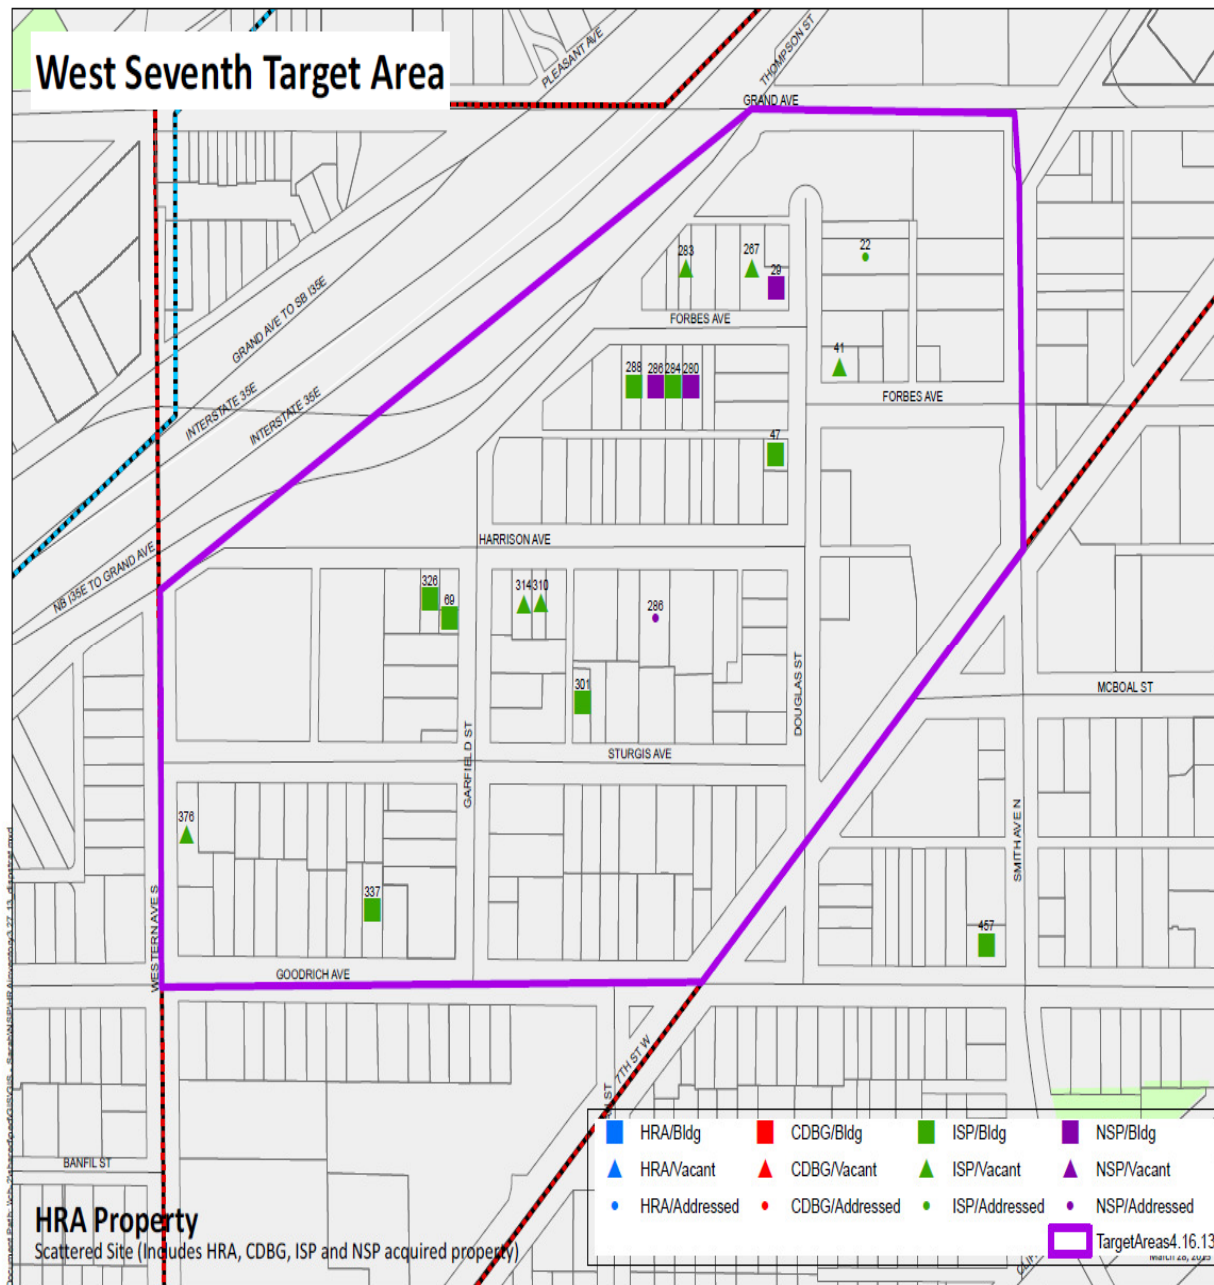 West Seventh Target Area
PLEASANT AVE
THOMPSON ST
GRAND AVE
283
267
29
22
GRAND AVE TO SB I35E
FORBES AVE
41
288
286
284
280
FORBES AVE
INTERSTATE 35E
INTERSTATE 35E
47
HARRISON AVE
NB I35E TO GRAND AVE
326
69
314
310
286
301
DOUGLAS ST
MCBOAL ST
GARFIELD ST
STURGIS AVE
376
SMITH AVE N
337
WESTERN AVE S
457
GOODRICH AVE
7TH ST W
ST
BANFIL ST
HRA/Bldg
CDBG/Bldg
ISP/Bldg
NSP/Bldg
HRA/Vacant
CDBG/Vacant
ISP/Vacant
NSP/Vacant
HRA/Addressed
CDBG/Addressed
ISP/Addressed
NSP/Addressed
TargetAreas4.16.13
HRA Property
Scattered Site (Includes HRA, CDBG, ISP and NSP acquired property)